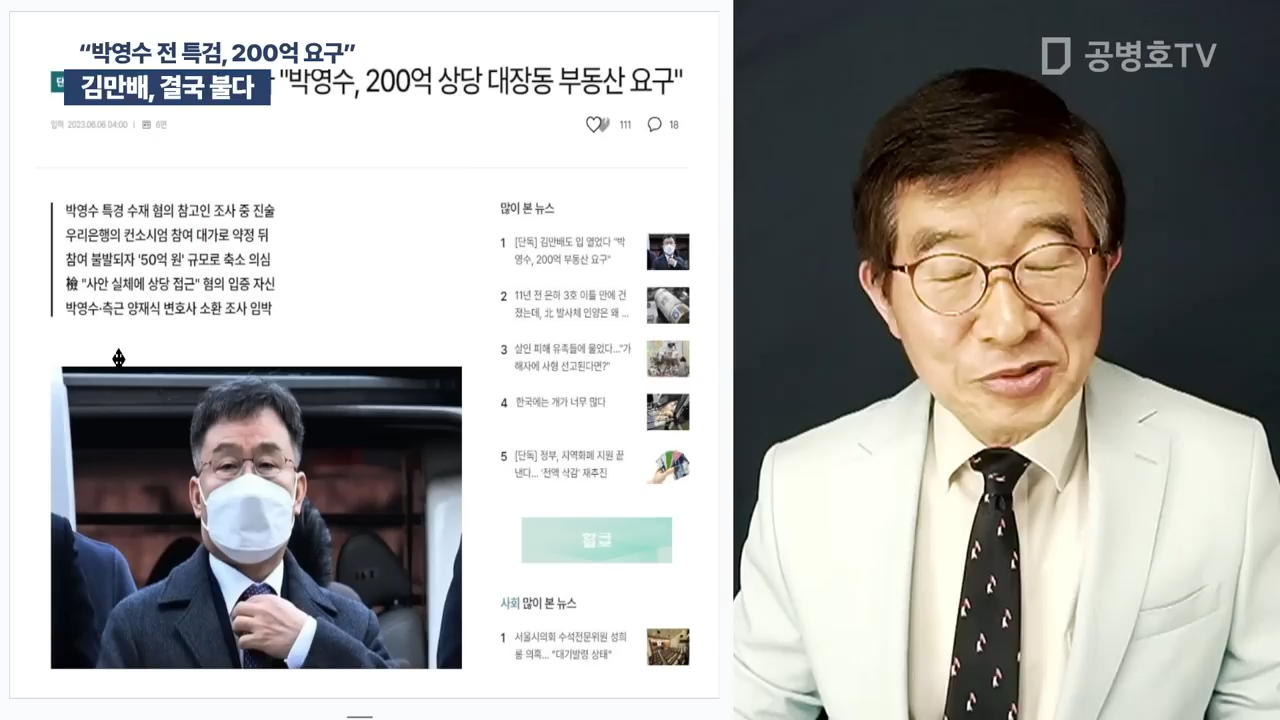 “박영수 전 특검, 200억 요구”
김만배, 결국 불다
"박영수, 200억 상당 대장동 부동산 요구"
입력 2023.06.06 04:00
6면
111
18
박영수 특경 수재 혐의 참고인 조사 중 진술
우리은행의 컨소시엄 참여 대가로 약정 뒤
참여 불발되자 '50억 원' 규모로 축소 의심
檢 "사안 실체에 상당 접근" 혐의 입증 자신
박영수·측근 양재식 변호사 소환 조사 임박
많이 본 뉴스
1 [단독] 김만배도 입 열었다 "박
영수, 200억 부동산 요구"
2 11년 전 은하 3호 이틀 만에 건
졌는데, 北 발사체 인양은 왜 ...
3 살인 피해 유족들에 물었다..."가
해자에 사형 선고된다면?"
4 한국에는 개가 너무 많다
5 [단독] 정부, 지역화폐 지원 끝
낸다... '전액 삭감' 재추진
사회 많이 본 뉴스
1 서울시의회 수석전문위원 성희
롱 의혹... "대기발령 상태"
공병호TV